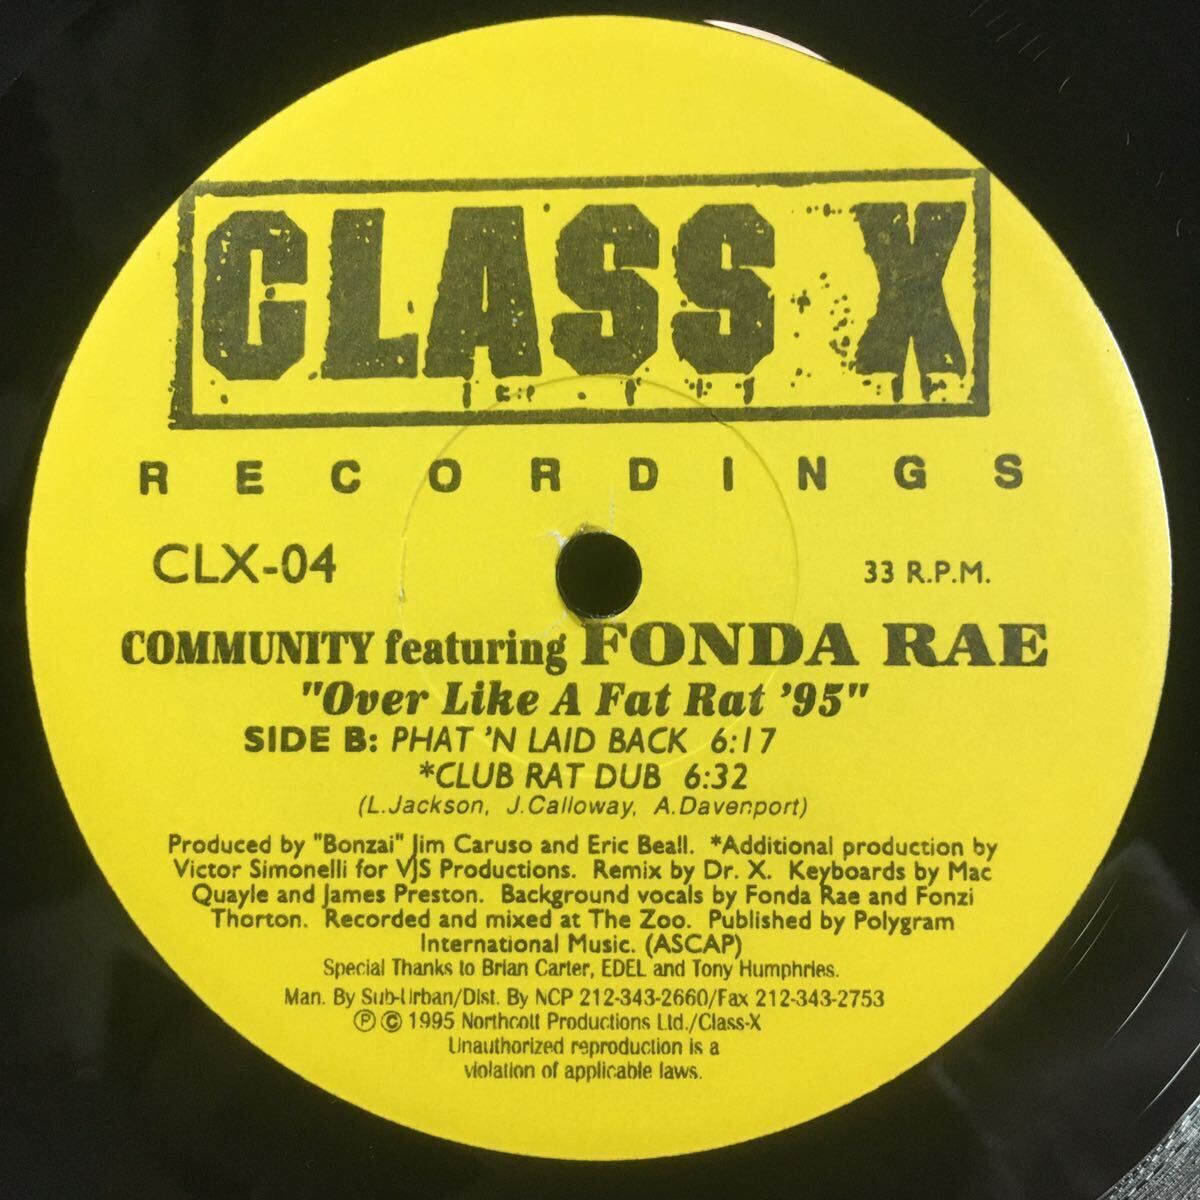 CLASS X
RECORDINGS
CLX-04
33 R.P.M.
COMMUNITY featuring FONDA RAE
"Over Like A Fat Rat '95"
SIDE B: PHAT 'N LAID BACK 6:17
*CLUB RAT DUB 6:32
(L.Jackson, J.Calloway, A.Davenport)
Produced by "Bonzai" Jim Caruso and Eric Beall. *Additional production by
Victor Simonelli for VJS Productions. Remix by Dr. X. Keyboards by Mac
Quayle and James Preston. Background vocals by Fonda Rae and Fonzi
Thorton. Recorded and mixed at The Zoo. Published by Polygram
International Music. (ASCAP)
Special Thanks to Brian Carter, EDEL and Tony Humphries.
Man. By Sub-Urban/Dist. By NCP 212-343-2660/Fax 212-343-2753
Ⓟ © 1995 Northcott Productions Ltd./Class-X
Unauthorized reproduction is a
violation of applicable laws.